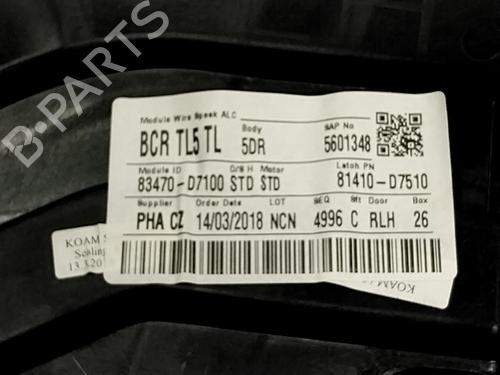 B-PARTS
Module Wire Speak ALC
BCR TL5 TL
Body
5DR
SAP No
5601348
Module ID
83470-D7100
O/S H Motor
STD STD
Latch PN
81410-D7510
Supplier
PHA CZ
Order Date
14/03/2018
LOT
NCN
SEQ
4996
Sft Door
C RLH
Box
26
KOAM S
Sealing